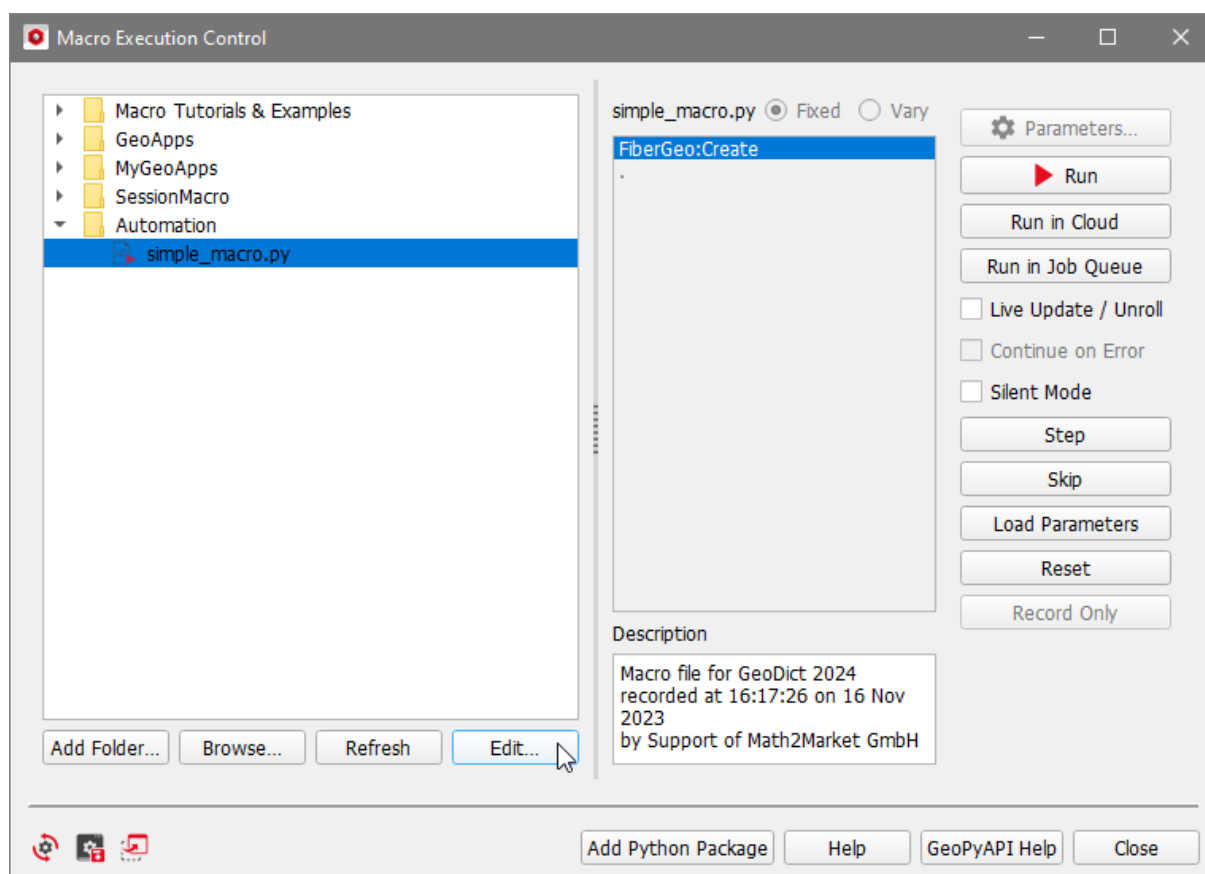 Macro Execution Control
Macro Tutorials & Examples
GeoApps
MyGeoApps
SessionMacro
Automation
simple_macro.py
Add Folder...
Browse...
Refresh
Edit...
simple_macro.py
Fixed
Vary
FiberGeo:Create
.
Description
Macro file for GeoDict 2024
recorded at 16:17:26 on 16 Nov
2023
by Support of Math2Market GmbH
Parameters...
Run
Run in Cloud
Run in Job Queue
Live Update / Unroll
Continue on Error
Silent Mode
Step
Skip
Load Parameters
Reset
Record Only
Add Python Package
Help
GeoPyAPI Help
Close